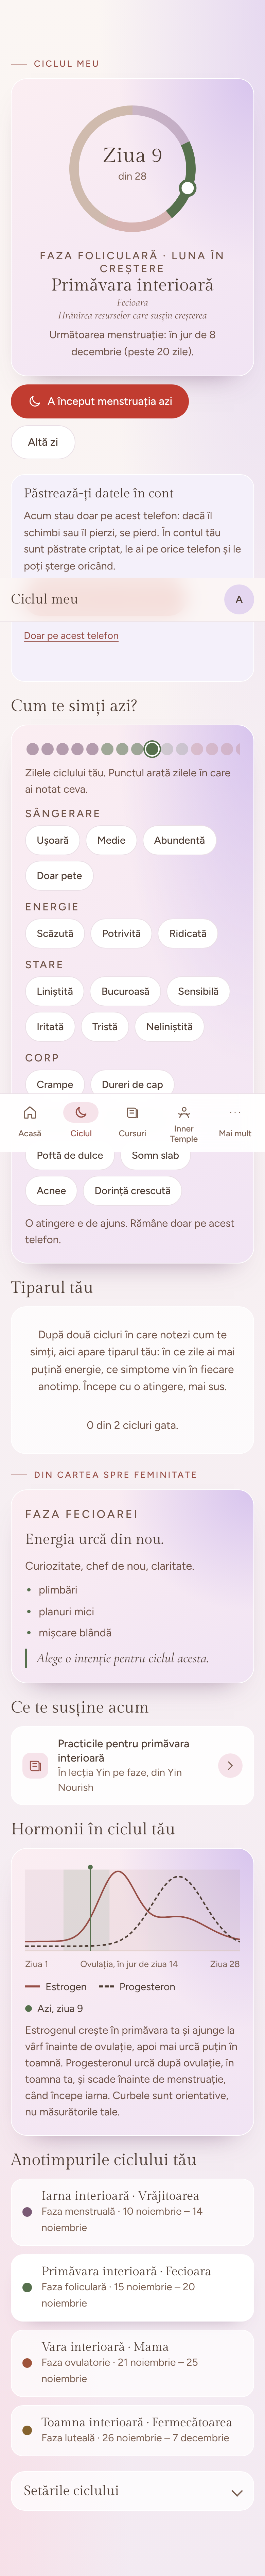 CICLUL MEU
Ziua 9
din 28
FAZA FOLICULARĂ · LUNA ÎN
CREȘTERE
Primăvara interioară
Fecioara
Hrănirea resurselor care susțin creșterea
Următoarea menstruație: în jur de 8
decembrie (peste 20 zile).
A început menstruația azi
Altă zi
Păstrează-ți datele în cont
Acum stau doar pe acest telefon: dacă îl
schimbi sau îl pierzi, se pierd. În contul tău
sunt păstrate criptat, le ai pe orice telefon și le
poți șterge oricând.
Ciclul meu
A
Doar pe acest telefon
Cum te simți azi?
Zilele ciclului tău. Punctul arată zilele în care
ai notat ceva.
SÂNGERARE
Ușoară
Medie
Abundentă
Doar pete
ENERGIE
Scăzută
Potrivită
Ridicată
STARE
Liniștită
Bucuroasă
Sensibilă
Iritată
Tristă
Neliniștită
CORP
Crampe
Dureri de cap
Acasă
Ciclul
Cursuri
Inner
Temple
Mai mult
Poftă de dulce
Somn slab
Acnee
Dorință crescută
O atingere e de ajuns. Rămâne doar pe acest
telefon.
Tiparul tău
După două cicluri în care notezi cum te
simți, aici apare tiparul tău: în ce zile ai mai
puțină energie, ce simptome vin în fiecare
anotimp. Începe cu o atingere, mai sus.
0 din 2 cicluri gata.
DIN CARTEA SPRE FEMINITATE
FAZA FECIOAREI
Energia urcă din nou.
Curiozitate, chef de nou, claritate.
• plimbări
• planuri mici
• mișcare blândă
Alege o intenție pentru ciclul acesta.
Ce te susține acum
Practicile pentru primăvara
interioară
În lecția Yin pe faze, din Yin
Nourish
Hormonii în ciclul tău
Ziua 1
Ovulația, în jur de ziua 14
Ziua 28
Estrogen
Progesteron
Azi, ziua 9
Estrogenul crește în primăvara ta și ajunge la
vârf înainte de ovulație, apoi mai urcă puțin în
toamnă. Progesteronul urcă după ovulație, în
toamna ta, și scade înainte de menstruație,
când începe iarna. Curbele sunt orientative,
nu măsurătorile tale.
Anotimpurile ciclului tău
Iarna interioară · Vrăjitoarea
Faza menstruală · 10 noiembrie – 14
noiembrie
Primăvara interioară · Fecioara
Faza foliculară · 15 noiembrie – 20
noiembrie
Vara interioară · Mama
Faza ovulatorie · 21 noiembrie – 25
noiembrie
Toamna interioară · Fermecătoarea
Faza luteală · 26 noiembrie – 7 decembrie
Setările ciclului